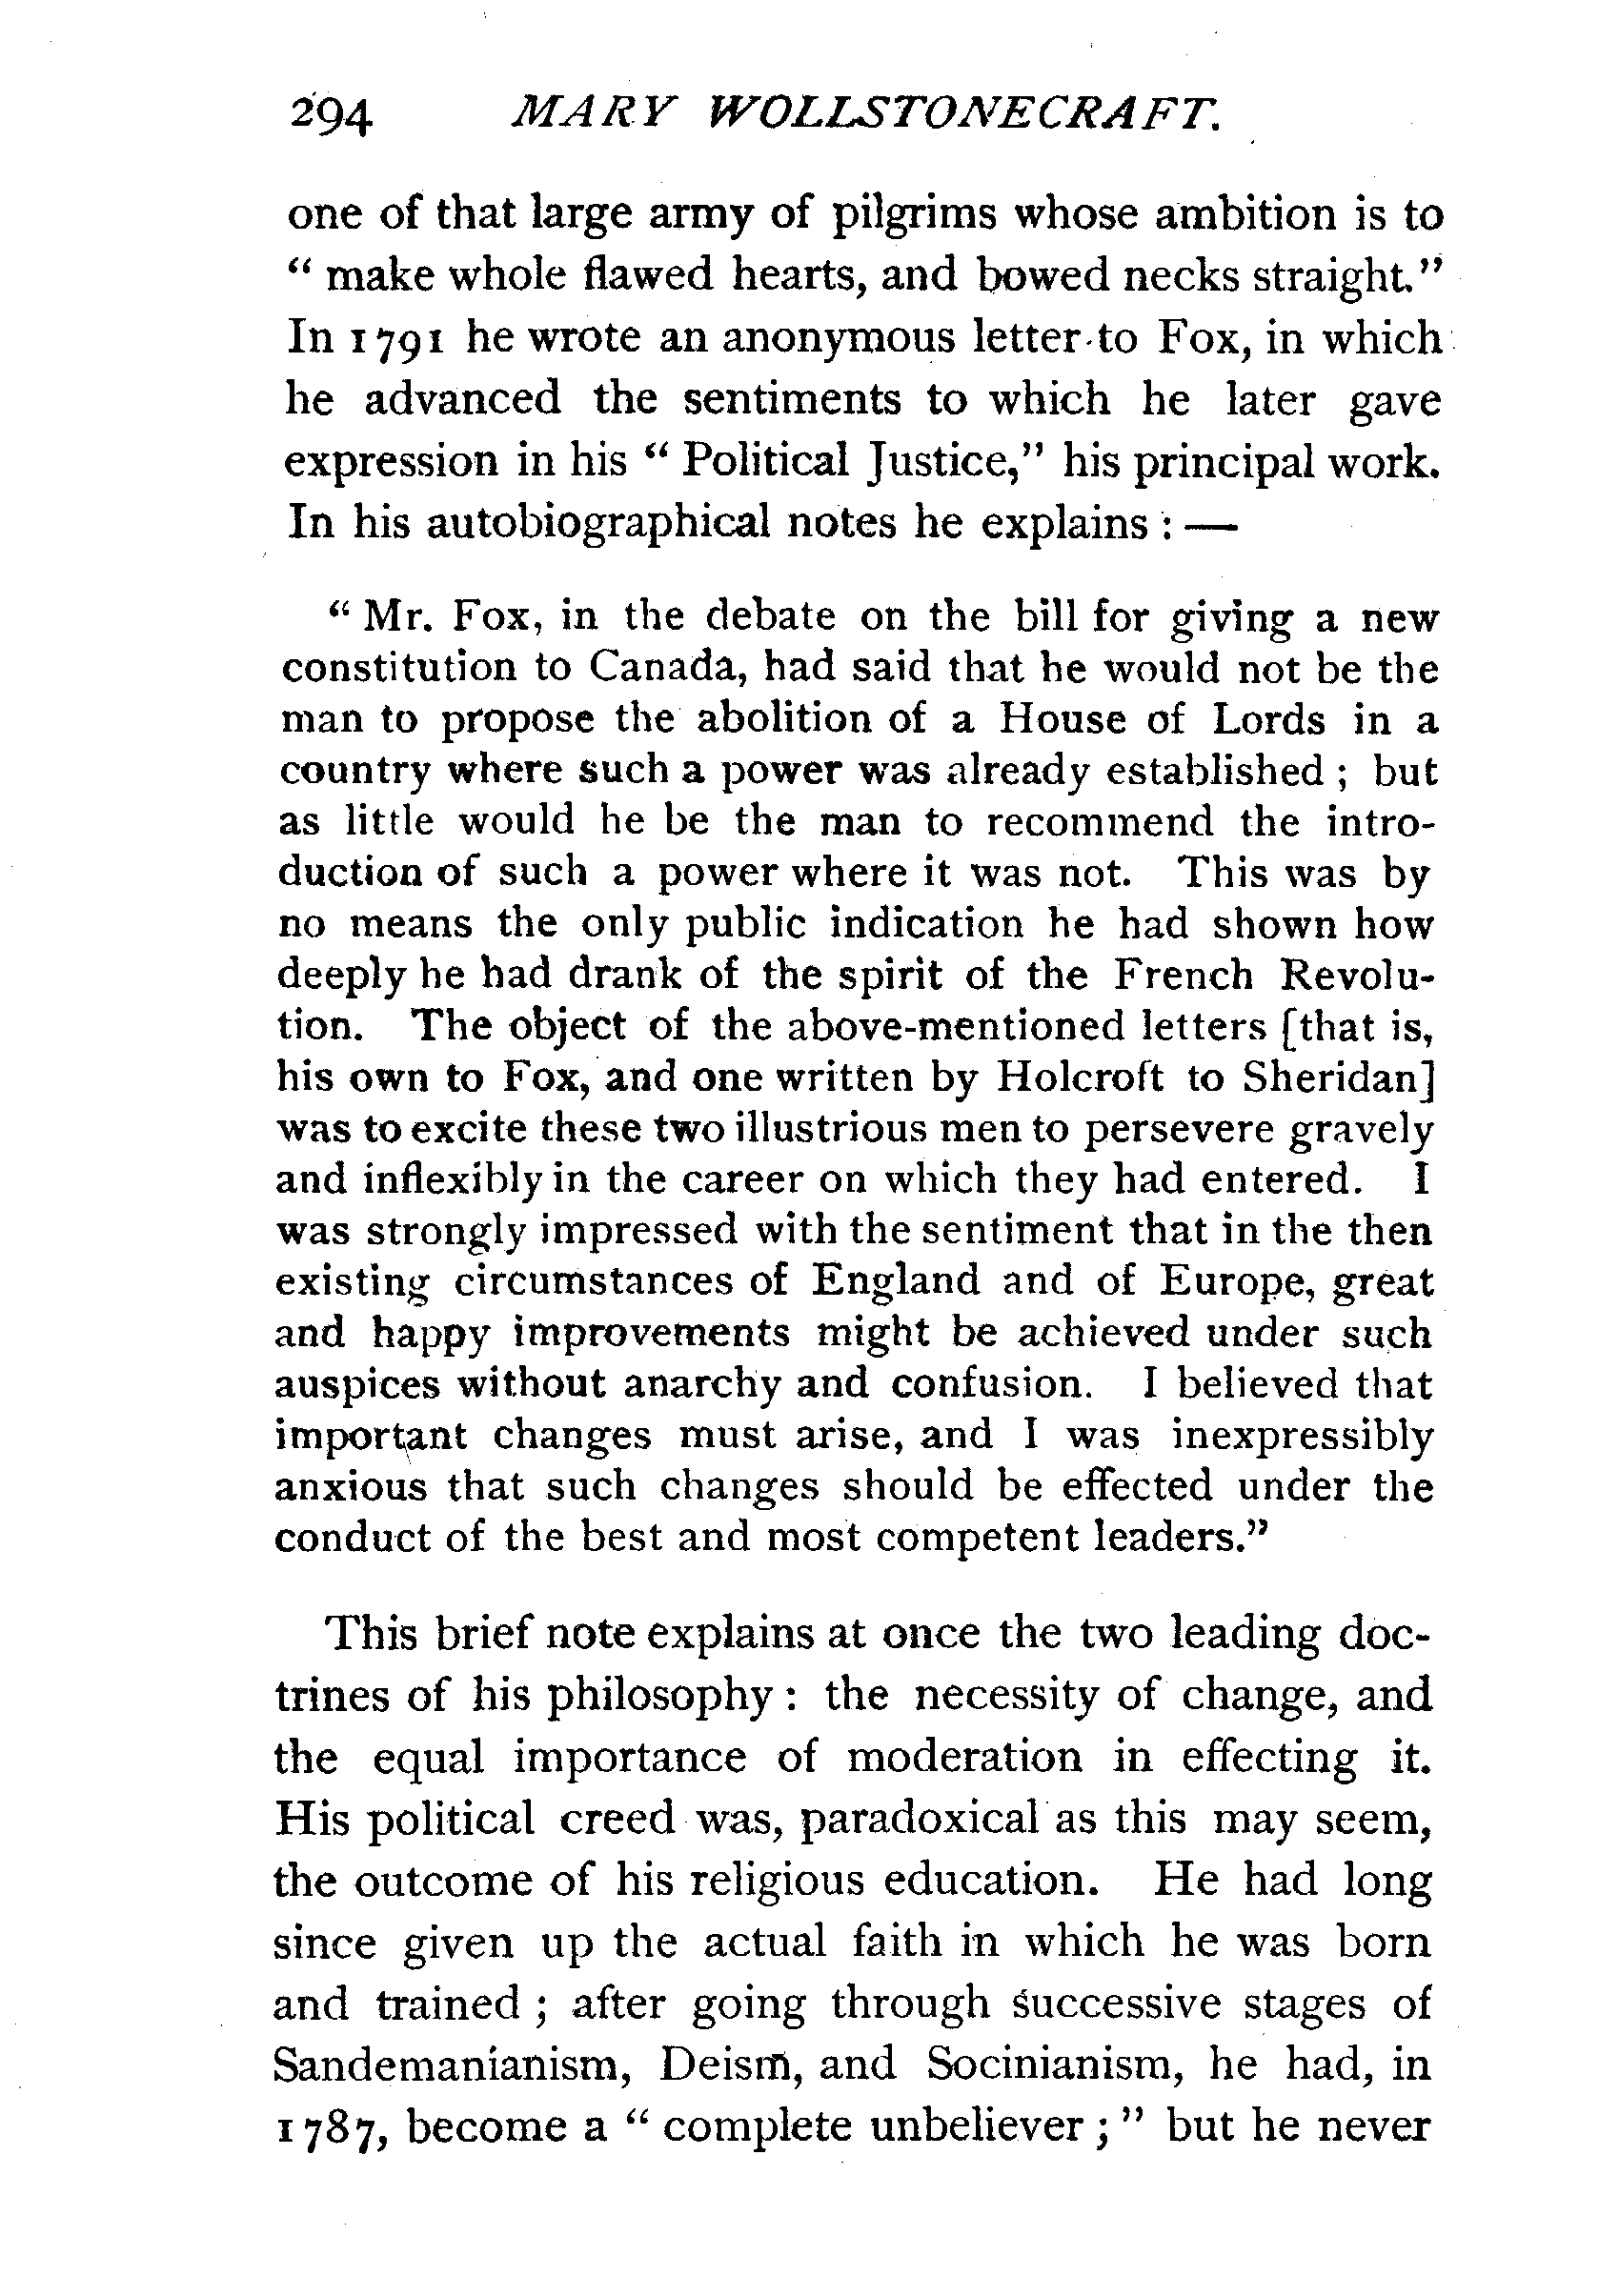 294 MARY WOLLSTONECRAFT.
one of that large army of pilgrims whose ambition is to
“ make whole flawed hearts, and bowed necks straight.”
In 1791 he wrote an anonymous letter to Fox, in which
he advanced the sentiments to which he later gave
expression in his “ Political Justice,” his principal work.
In his autobiographical notes he explains : —
“ Mr. Fox, in the debate on the bill for giving a new
constitution to Canada, had said that he would not be the
man to propose the abolition of a House of Lords in a
country where such a power was already established ; but
as little would he be the man to recommend the intro-
duction of such a power where it was not. This was by
no means the only public indication he had shown how
deeply he had drank of the spirit of the French Revolu-
tion. The object of the above-mentioned letters [that is,
his own to Fox, and one written by Holcroft to Sheridan]
was to excite these two illustrious men to persevere gravely
and inflexibly in the career on which they had entered. I
was strongly impressed with the sentiment that in the then
existing circumstances of England and of Europe, great
and happy improvements might be achieved under such
auspices without anarchy and confusion. I believed that
important changes must arise, and I was inexpressibly
anxious that such changes should be effected under the
conduct of the best and most competent leaders.”
This brief note explains at once the two leading doc-
trines of his philosophy : the necessity of change, and
the equal importance of moderation in effecting it.
His political creed was, paradoxical as this may seem,
the outcome of his religious education. He had long
since given up the actual faith in which he was born
and trained ; after going through successive stages of
Sandemanianism, Deism, and Socinianism, he had, in
1787, become a “ complete unbeliever ; ” but he never